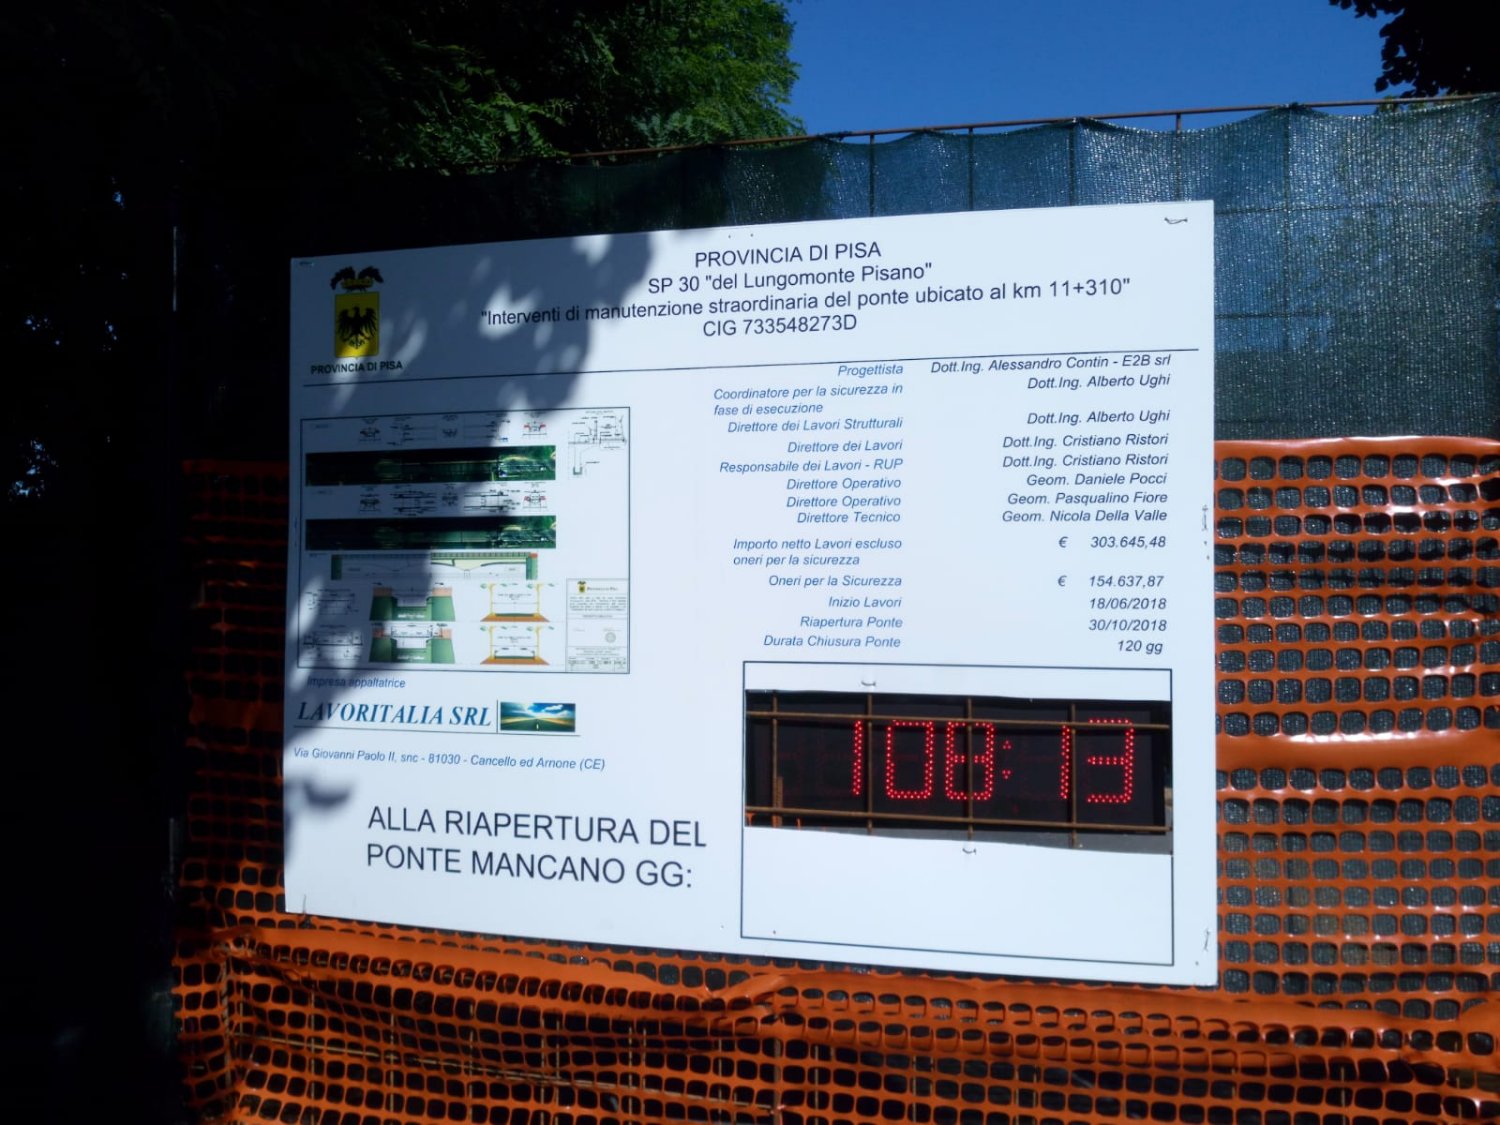 PROVINCIA DI PISA
SP 30 "del Lungomonte Pisano"
"Interventi di manutenzione straordinaria del ponte ubicato al km 11+310"
CIG 733548273D
PROVINCIA DI PISA
Progettista Dott.Ing. Alessandro Contin - E2B srl
Coordinatore per la sicurezza in Dott.Ing. Alberto Ughi
fase di esecuzione
Direttore dei Lavori Strutturali Dott.Ing. Alberto Ughi
Direttore dei Lavori Dott.Ing. Cristiano Ristori
Responsabile dei Lavori - RUP Dott.Ing. Cristiano Ristori
Direttore Operativo Geom. Daniele Pocci
Direttore Operativo Geom. Pasqualino Fiore
Direttore Tecnico Geom. Nicola Della Valle
Importo netto Lavori escluso € 303.645,48
oneri per la sicurezza
Oneri per la Sicurezza € 154.637,87
Inizio Lavori 18/06/2018
Riapertura Ponte 30/10/2018
Durata Chiusura Ponte 120 gg
Impresa appaltatrice
LAVORITALIA SRL
Via Giovanni Paolo II, snc - 81030 - Cancello ed Arnone (CE)
ALLA RIAPERTURA DEL
PONTE MANCANO GG:
108:13